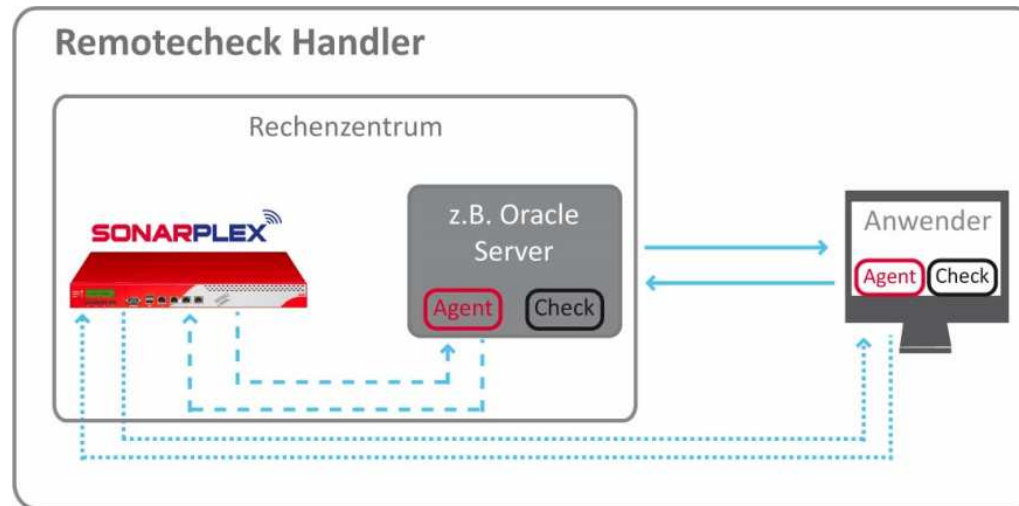 Remotecheck Handler
Rechenzentrum
SONARPLEX
z.B. Oracle
Server
Agent
Check
Anwender
Agent
Check